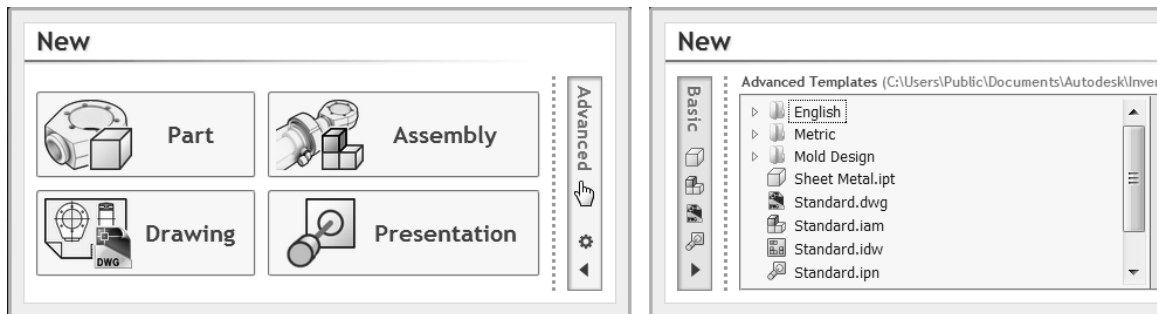 New
Part
Assembly
Drawing
DWG
Presentation
Advanced
New
Basic
Advanced Templates (C:\Users\Public\Documents\Autodesk\Inver
English
Metric
Mold Design
Sheet Metal.ipt
Standard.dwg
Standard.iam
Standard.idw
Standard.ipn